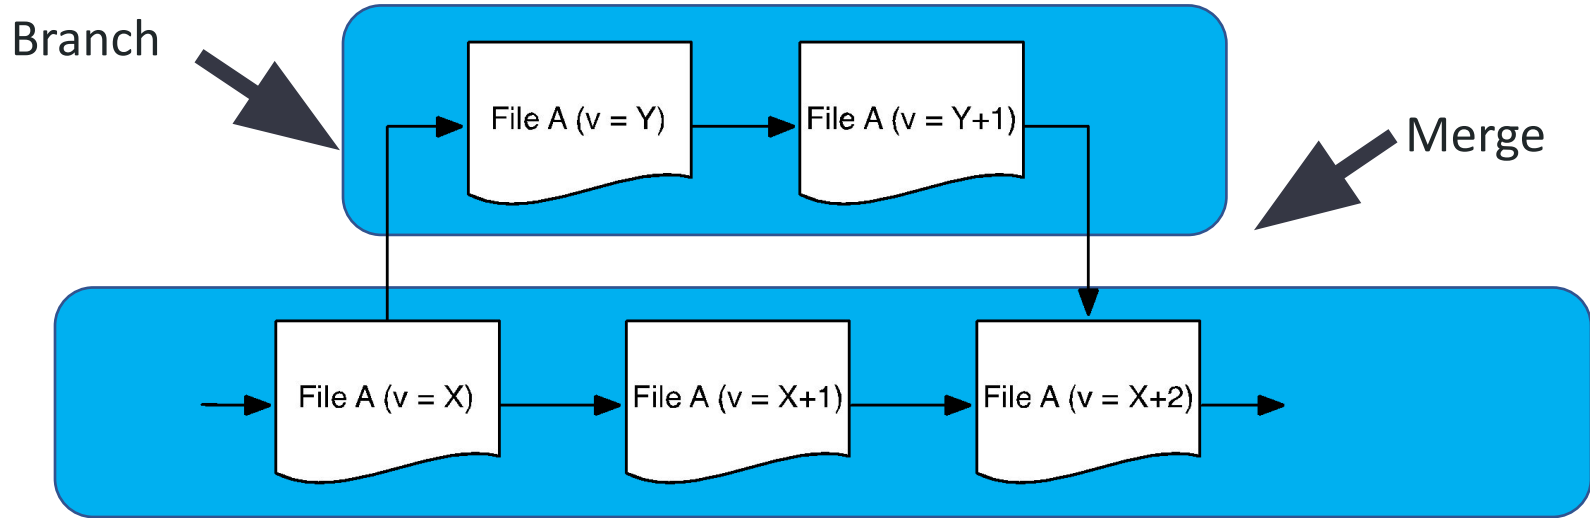 Branch
File A (v = Y)
File A (v = Y+1)
Merge
File A (v = X)
File A (v = X+1)
File A (v = X+2)